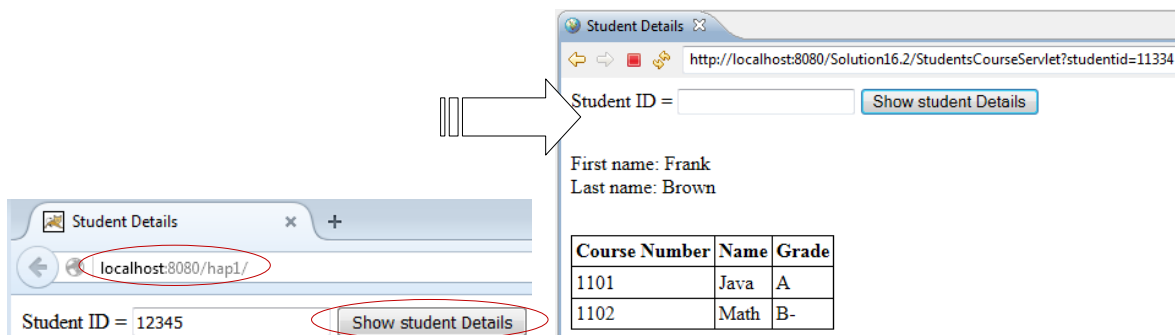 Student Details
http://localhost:8080/Solution16.2/StudentsCourseServlet?studentid=11334
Student ID =
Show student Details
First name: Frank
Last name: Brown
Course Number Name Grade
1101 Java A
1102 Math B-
Student Details
localhost:8080/hap1/
Student ID = 12345 Show student Details